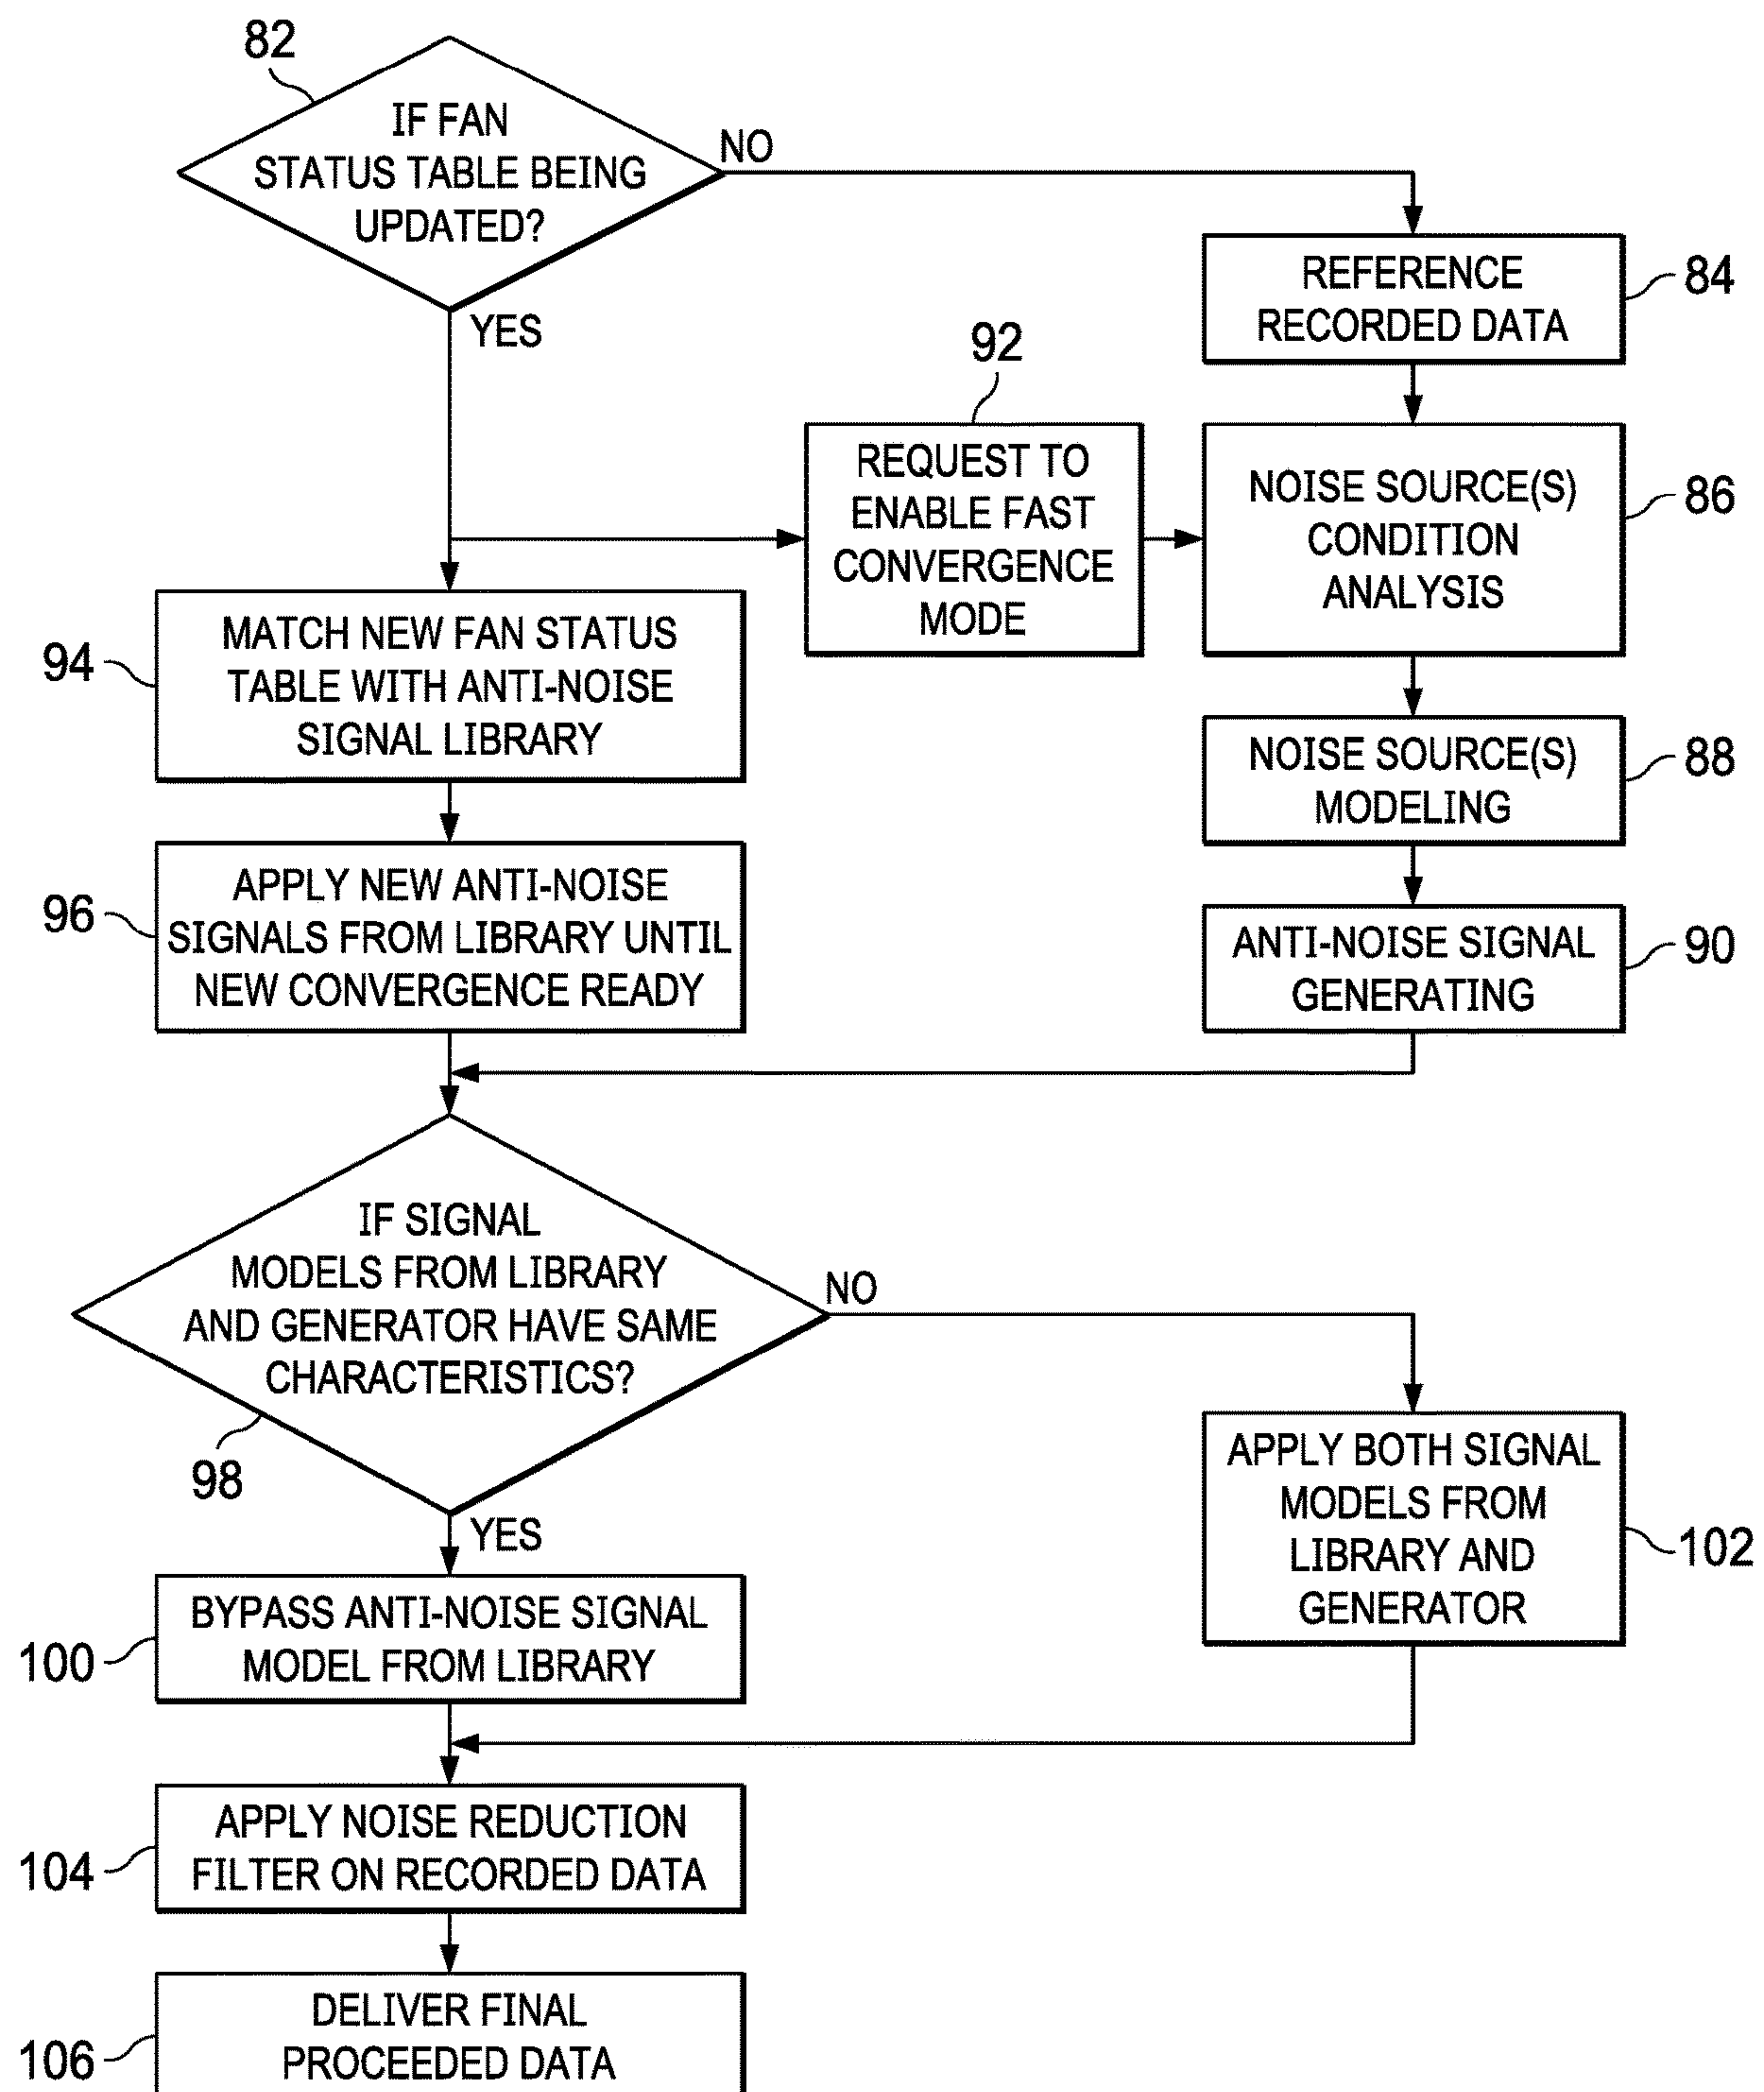 82
IF FAN
STATUS TABLE BEING
UPDATED?
NO
YES
REFERENCE
RECORDED DATA
84
92
REQUEST TO
ENABLE FAST
CONVERGENCE
MODE
NOISE SOURCE(S)
CONDITION
ANALYSIS
86
94
MATCH NEW FAN STATUS
TABLE WITH ANTI-NOISE
SIGNAL LIBRARY
NOISE SOURCE(S)
MODELING
88
96
APPLY NEW ANTI-NOISE
SIGNALS FROM LIBRARY UNTIL
NEW CONVERGENCE READY
ANTI-NOISE SIGNAL
GENERATING
90
IF SIGNAL
MODELS FROM LIBRARY
AND GENERATOR HAVE SAME
CHARACTERISTICS?
NO
98
YES
APPLY BOTH SIGNAL
MODELS FROM
LIBRARY AND
GENERATOR
102
BYPASS ANTI-NOISE SIGNAL
MODEL FROM LIBRARY
100
APPLY NOISE REDUCTION
FILTER ON RECORDED DATA
104
DELIVER FINAL
PROCEEDED DATA
106